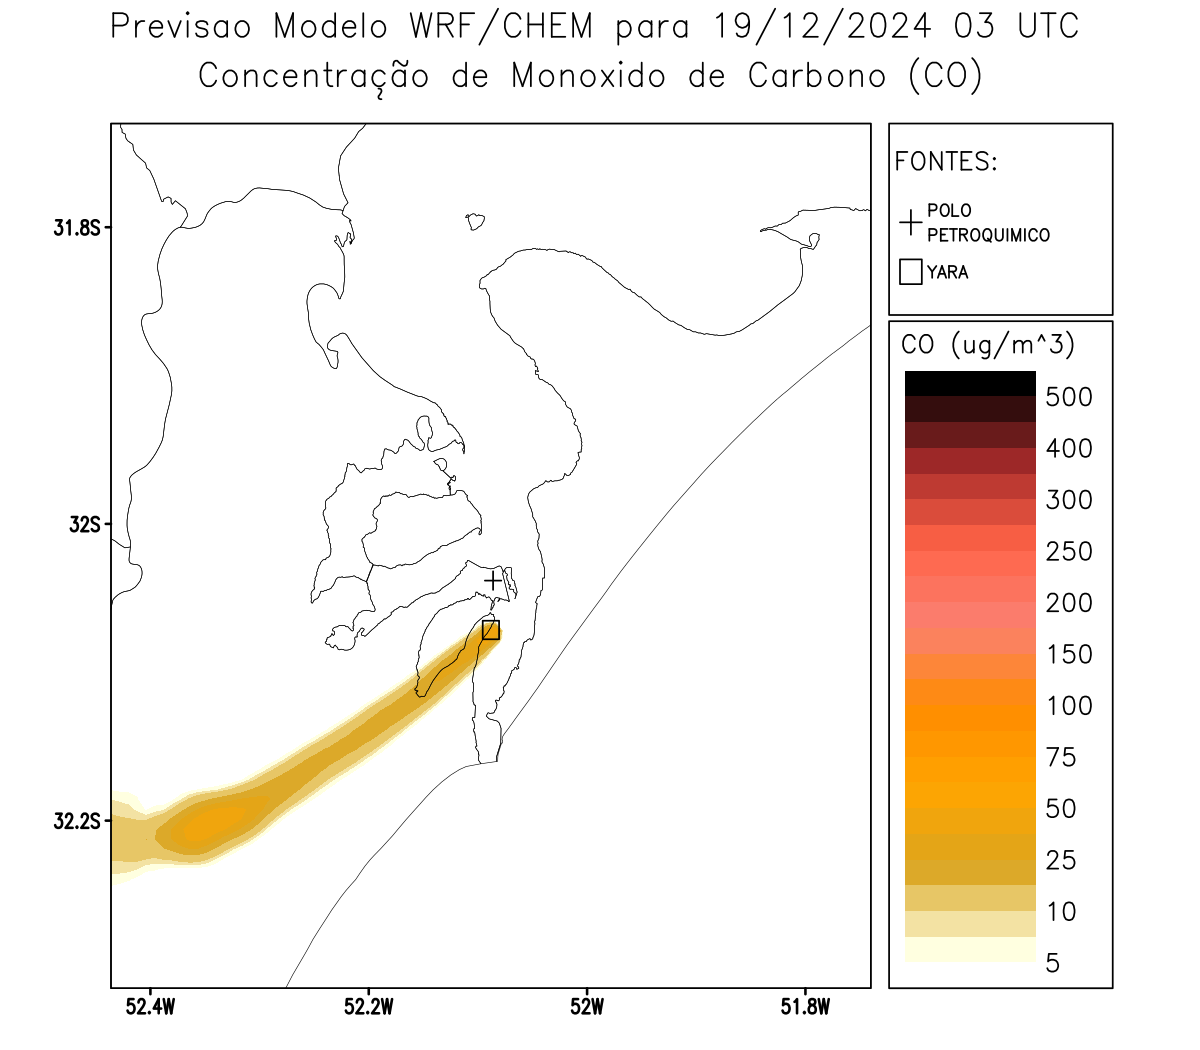 Previsao Modelo WRF/CHEM para 19/12/2024 03 UTC
Concentração de Monoxido de Carbono (CO)
FONTES:
POLO
PETROQUIMICO
YARA
CO (ug/m^3)
500
400
300
250
200
150
100
75
50
25
10
5
31.8S
32S
32.2S
52.4W
52.2W
52W
51.8W